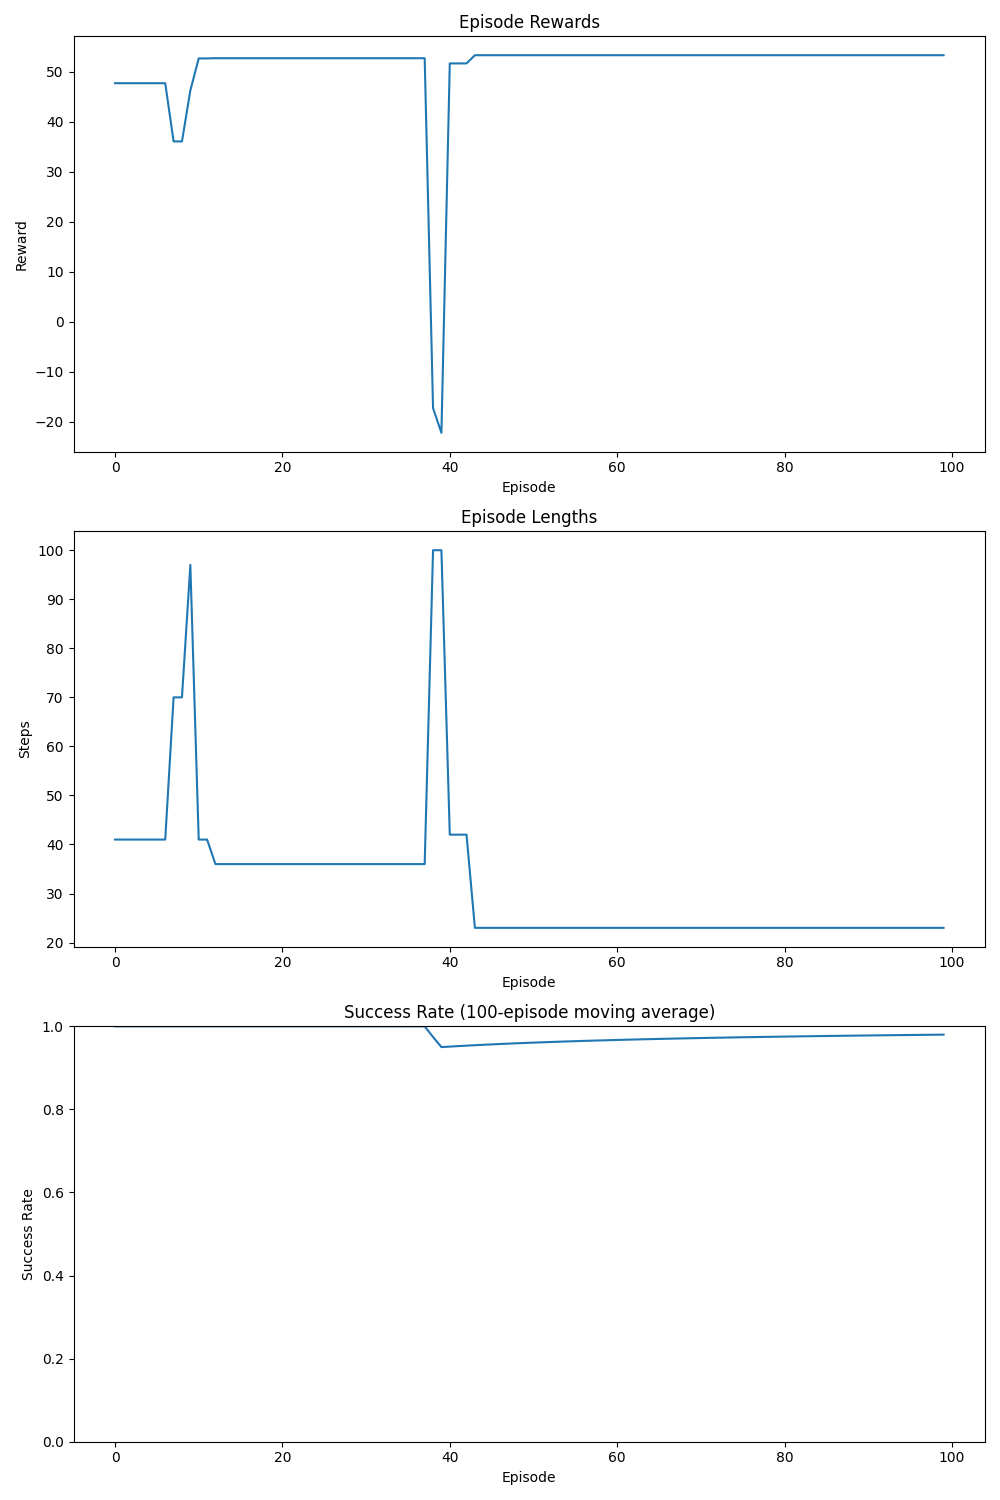 Episode Rewards
50
40
30
20
10
0
−10
−20
Reward
0 20 40 60 80 100
Episode
Episode Lengths
100
90
80
70
60
50
40
30
20
Steps
0 20 40 60 80 100
Episode
Success Rate (100-episode moving average)
1.0
0.8
0.6
0.4
0.2
0.0
Success Rate
0 20 40 60 80 100
Episode